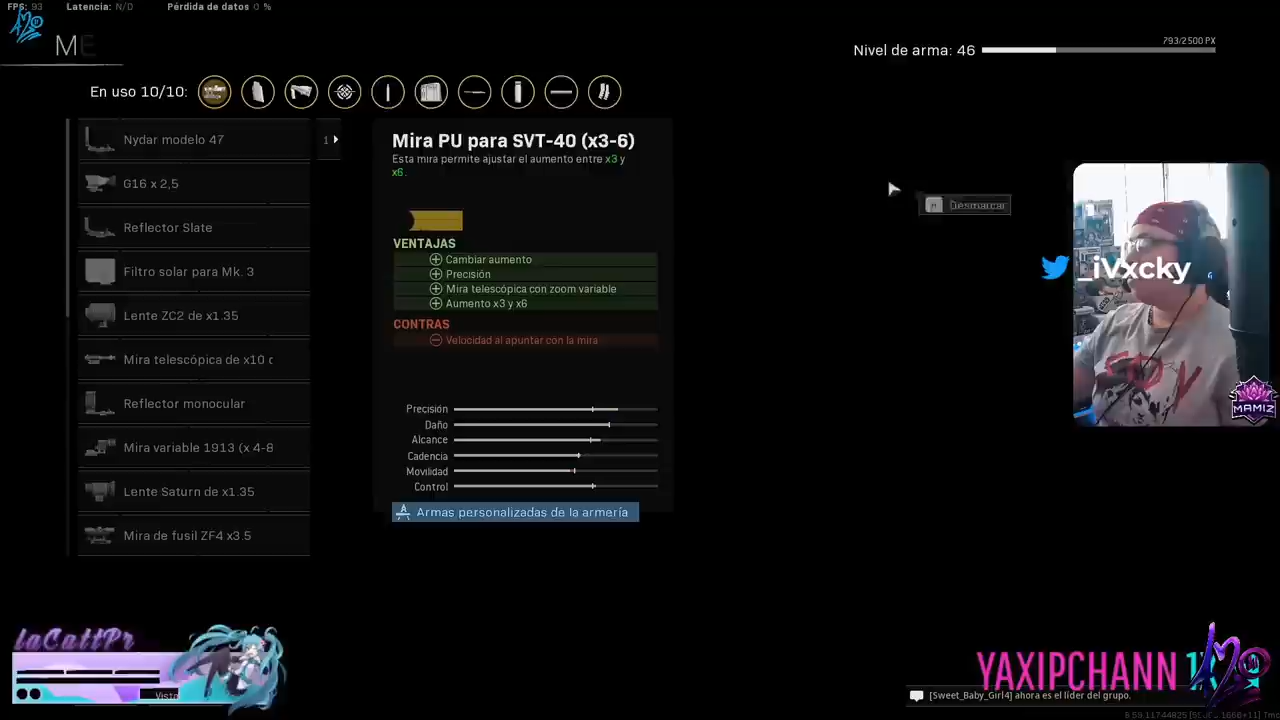 FPS: 93 Latencia: N/D Pérdida de datos 0 %
ME
Nivel de arma: 46
793/2500 PX
En uso 10/10:
Nydar modelo 47
1
G16 x 2,5
Reflector Slate
Filtro solar para Mk. 3
Lente ZC2 de x1.35
Mira telescópica de x10 c
Reflector monocular
Mira variable 1913 (x 4-8
Lente Saturn de x1.35
Mira de fusil ZF4 x3.5
Mira PU para SVT-40 (x3-6)
Esta mira permite ajustar el aumento entre x3 y
x6.
VENTAJAS
Cambiar aumento
Precisión
Mira telescópica con zoom variable
Aumento x3 y x6
CONTRAS
Velocidad al apuntar con la mira
Precisión
Daño
Alcance
Cadencia
Movilidad
Control
Armas personalizadas de la armería
Desmarcar
_iVxcky
MAMIZ
laCattPr
Visto
YAXIPCHANN
[Sweet_Baby_Girl4] ahora es el líder del grupo.